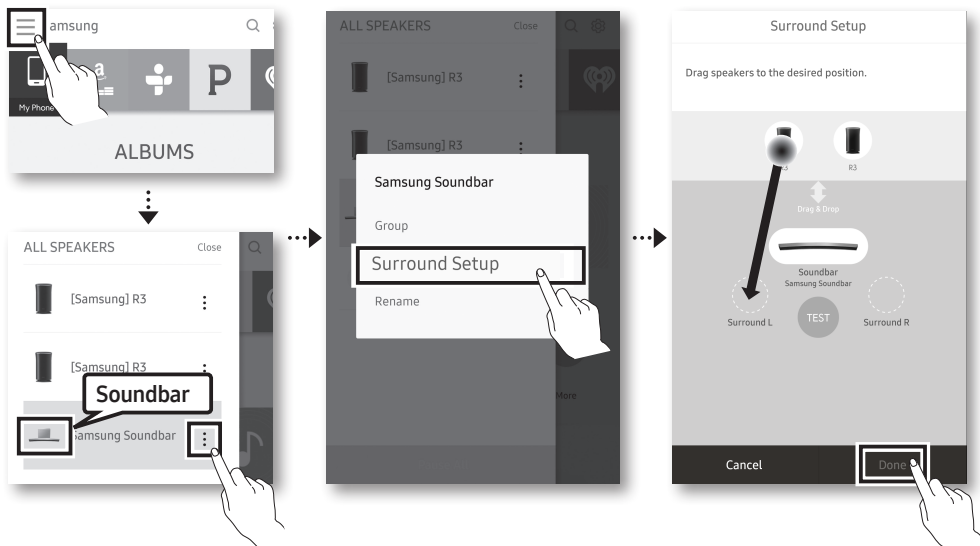 amsung
a
P
My Phone
ALBUMS
ALL SPEAKERS Close
[Samsung] R3
[Samsung] R3
Soundbar
Samsung Soundbar
ALL SPEAKERS Close
[Samsung] R3
[Samsung] R3
Samsung Soundbar
Group
Surround Setup
Rename
More
Surround Setup
Drag speakers to the desired position.
R3
R3
Drag & Drop
Soundbar
Samsung Soundbar
Surround L
TEST
Surround R
Cancel
Done